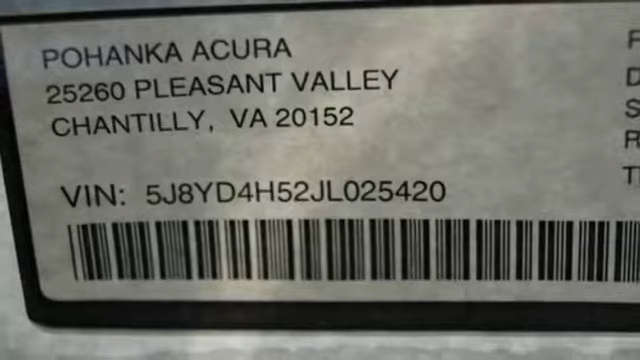 POHANKA ACURA
25260 PLEASANT VALLEY
CHANTILLY, VA 20152
VIN: 5J8YD4H52JL025420